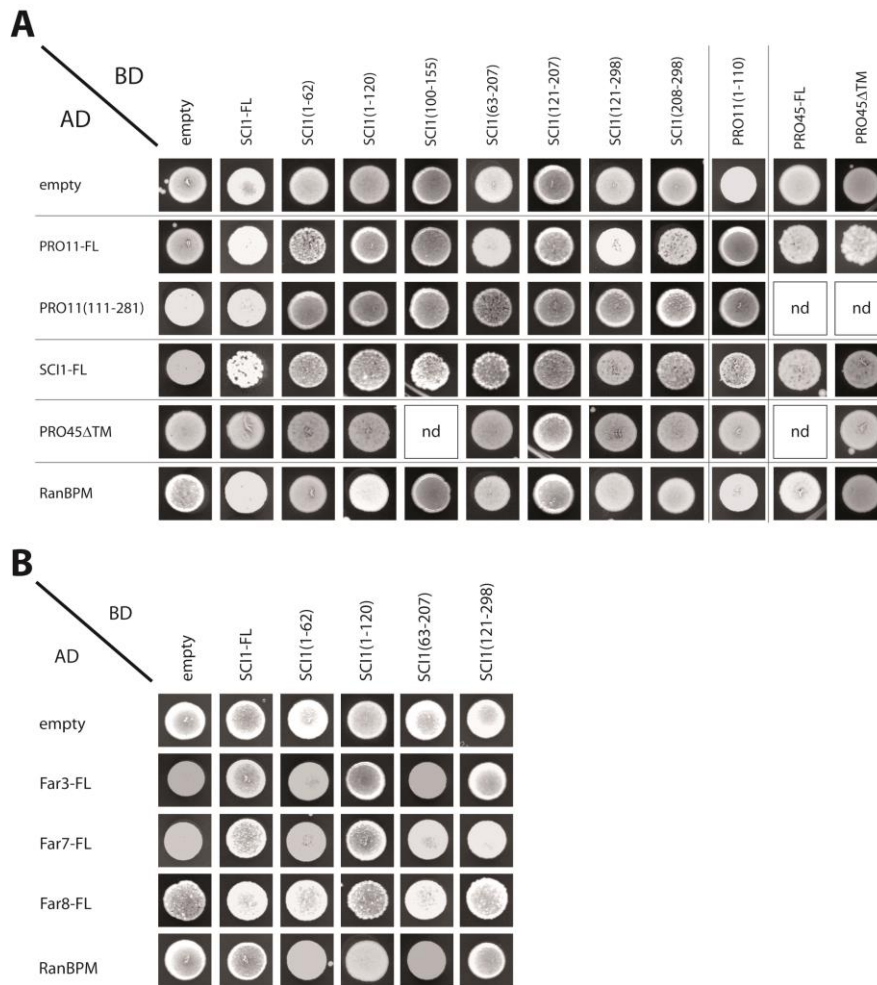 A
BD
AD
empty
SCI1-FL
SCI1(1-62)
SCI1(1-120)
SCI1(100-155)
SCI1(63-207)
SCI1(121-207)
SCI1(121-298)
SCI1(208-298)
PRO11(1-110)
PRO45-FL
PRO45ΔTM
empty
PRO11-FL
PRO11(111-281)
nd
nd
SCI1-FL
PRO45ΔTM
nd
nd
RanBPM
B
BD
AD
empty
SCI1-FL
SCI1(1-62)
SCI1(1-120)
SCI1(63-207)
SCI1(121-298)
empty
Far3-FL
Far7-FL
Far8-FL
RanBPM